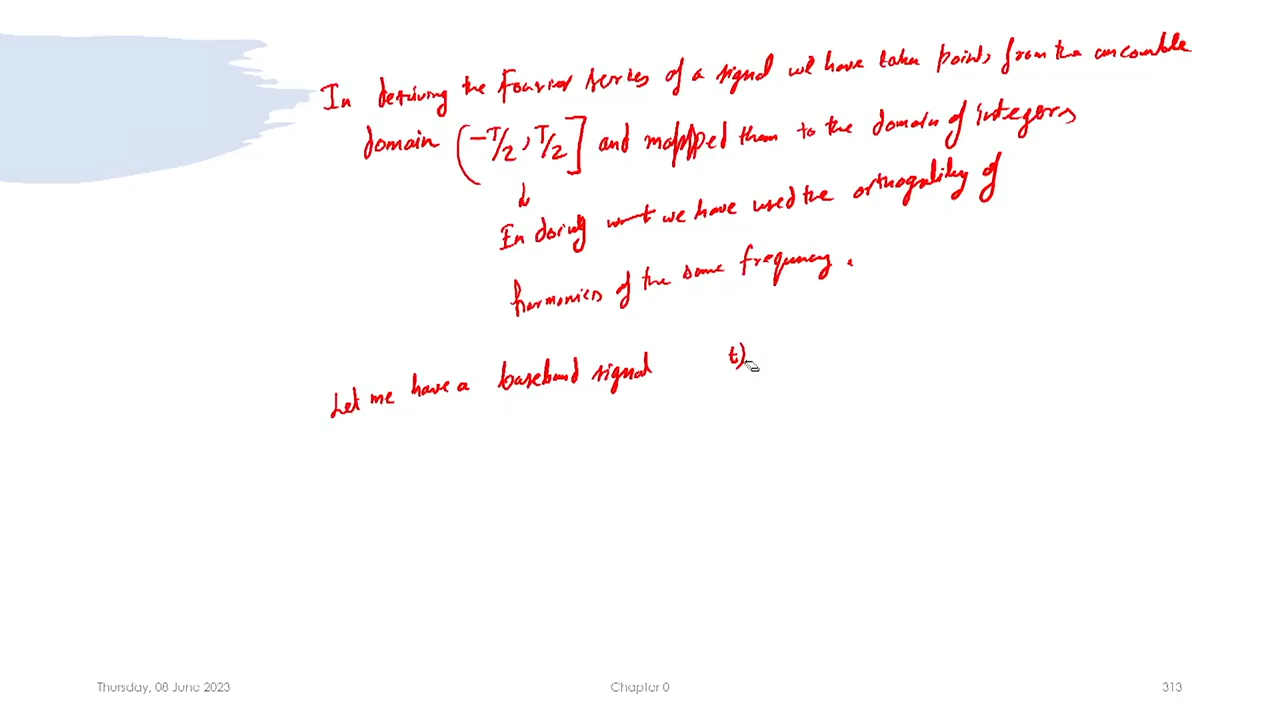 In deriving the Fourier series of a signal we have taken points from the uncountable
domain (-T/2, T/2] and mapped them to the domain of integers
In doing we have used the orthogality of
harmonics of the same frequency.
Let me have a baseband signal t)
Thursday, 08 June 2023 Chapter 0 313